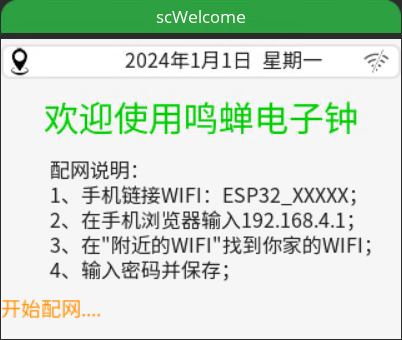 scWelcome
2024年1月1日 星期一
欢迎使用鸣蝉电子钟
配网说明：
1、手机链接WIFI：ESP32_XXXXX；
2、在手机浏览器输入192.168.4.1；
3、在"附近的WIFI"找到你家的WIFI；
4、输入密码并保存；
开始配网....